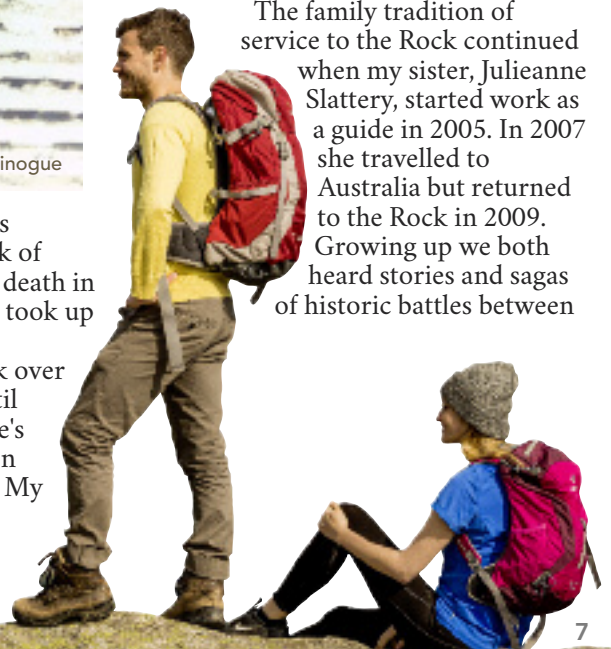 inogue
s
k of
death in
took up
k over
til
e's
n
My
The family tradition of
service to the Rock continued
when my sister, Julieanne
Slattery, started work as
a guide in 2005. In 2007
she travelled to
Australia but returned
to the Rock in 2009.
Growing up we both
heard stories and sagas
of historic battles between
7